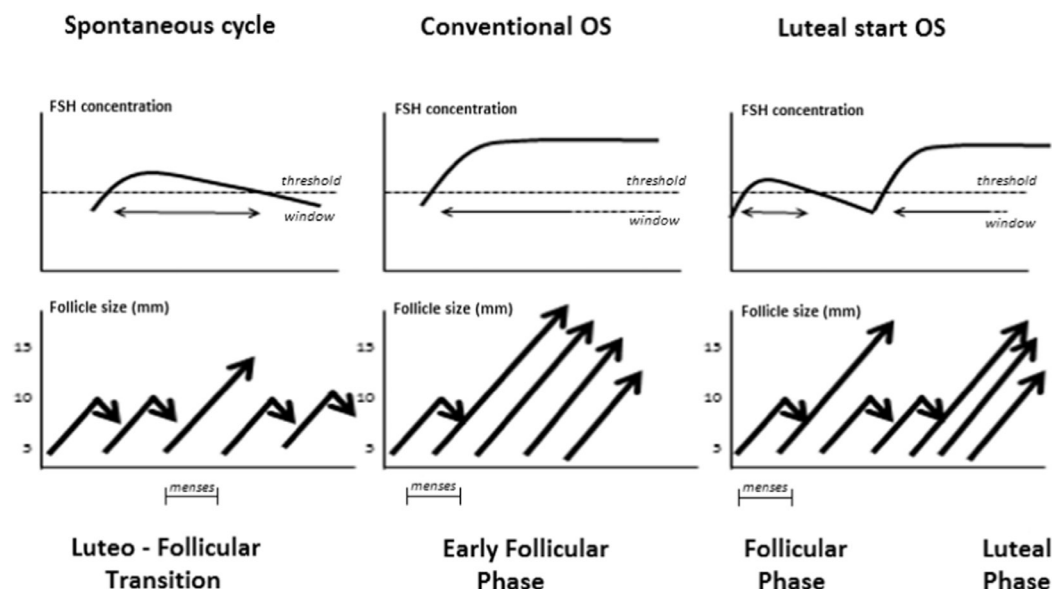 Spontaneous cycle
Conventional OS
Luteal start OS
FSH concentration
threshold
window
FSH concentration
threshold
window
FSH concentration
threshold
window
Follicle size (mm)
15
10
5
menses
Follicle size (mm)
15
10
5
menses
Follicle size (mm)
15
10
5
menses
Luteo - Follicular
Transition
Early Follicular
Phase
Follicular
Phase
Luteal
Phase